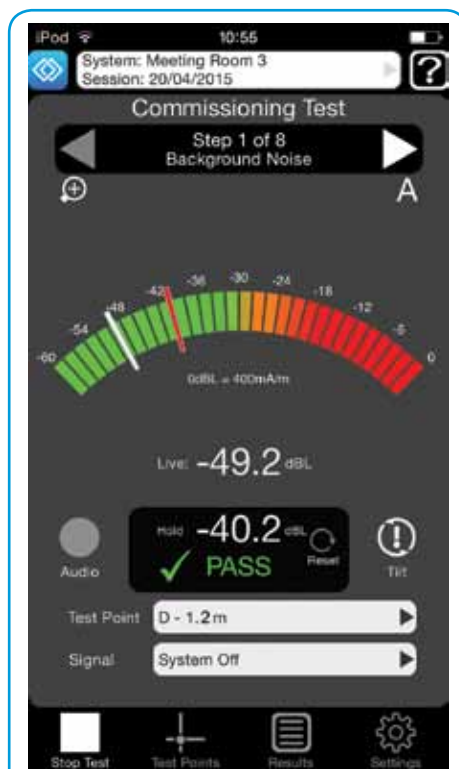 iPod 10:55
System: Meeting Room 3
Session: 20/04/2015
?
Commissioning Test
Step 1 of 8
Background Noise
A
-60 -54 -48 -42 -36 -30 -24 -18 -12 -6 0
0dBL = 400mA/m
Live: -49.2 dBL
Hold -40.2 dBL
PASS
Reset
Audio
Tilt
Test Point D - 1.2m
Signal System Off
Stop Test Test Points Results Settings